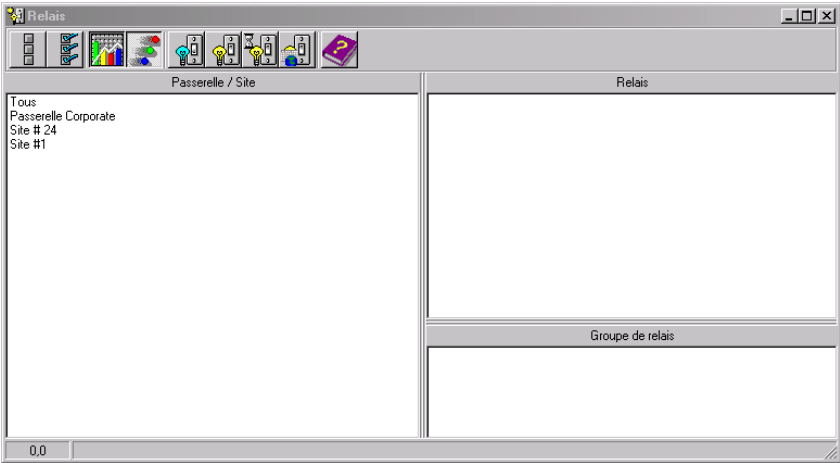 Relais
Passerelle / Site
Relais
Tous
Passerelle Corporate
Site # 24
Site #1
Groupe de relais
0,0